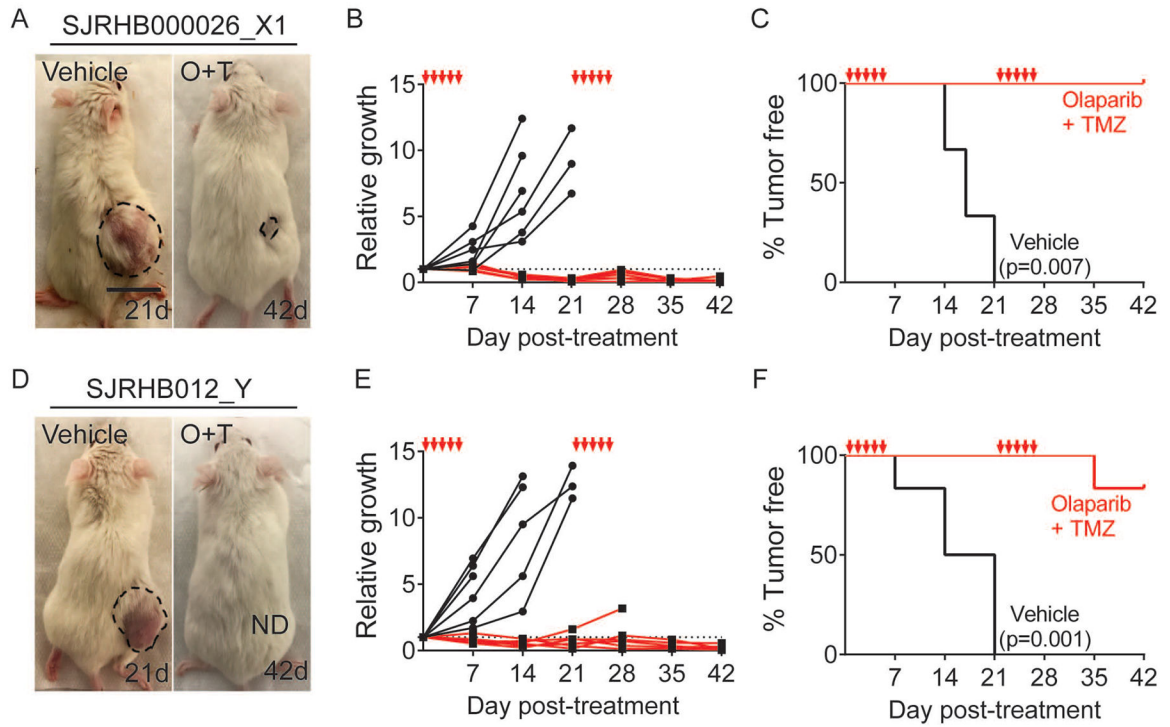 A
SJRHB000026_X1
Vehicle
O+T
21d
42d
B
15
10
5
0
Relative growth
7
14
21
28
35
42
Day post-treatment
C
100
50
0
% Tumor free
Olaparib
+ TMZ
Vehicle
(p=0.007)
7
14
21
28
35
42
Day post-treatment
D
SJRHB012_Y
Vehicle
O+T
ND
21d
42d
E
15
10
5
0
Relative growth
7
14
21
28
35
42
Day post-treatment
F
100
50
0
% Tumor free
Olaparib
+ TMZ
Vehicle
(p=0.001)
7
14
21
28
35
42
Day post-treatment